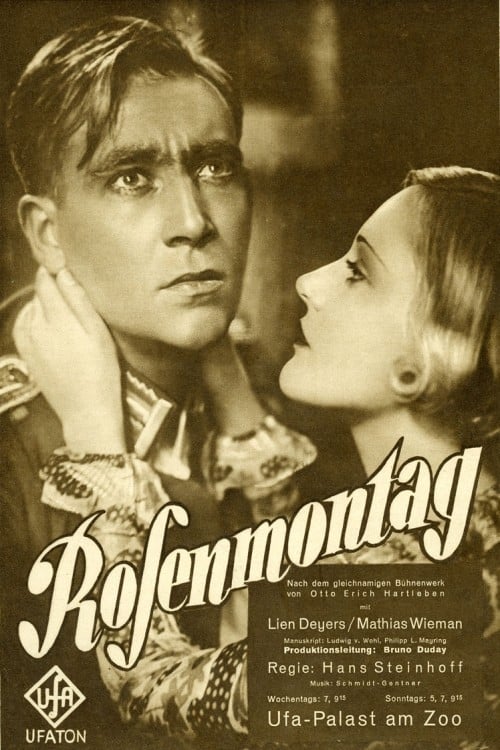 Rosenmontag
Nach dem gleichnamigen Bühnenwerk
von Otto Erich Hartleben
mit
Lien Deyers / Mathias Wieman
Manuskript: Ludwig v. Wohl, Philipp L. Mayring
Produktionsleitung: Bruno Duday
Regie: Hans Steinhoff
Musik: Schmidt-Gentner
Wochentags: 7, 9¹⁵ Sonntags: 5, 7, 9¹⁵
Ufa-Palast am Zoo
UFA
UFATON